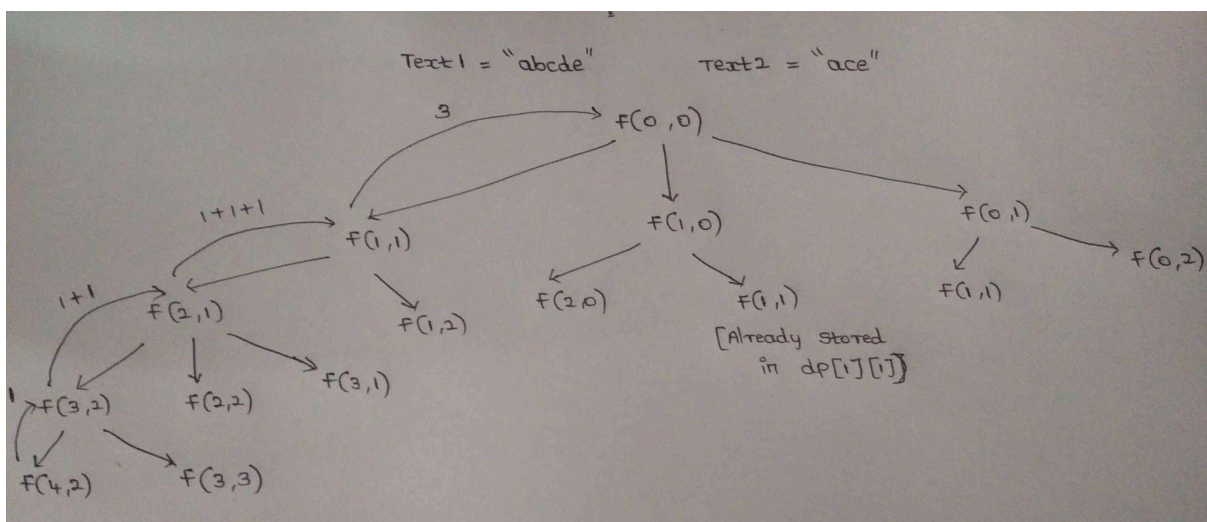 Text1 = "abcde" Text2 = "ace"
3
f(0,0)
1+1+1
f(1,1) f(1,0) f(0,1)
f(0,2)
1+1
f(2,1) f(1,2) f(2,0) f(1,1) f(1,1)
[Already stored
in dp[1][1]]
f(3,1)
1 f(3,2) f(2,2)
f(4,2) f(3,3)